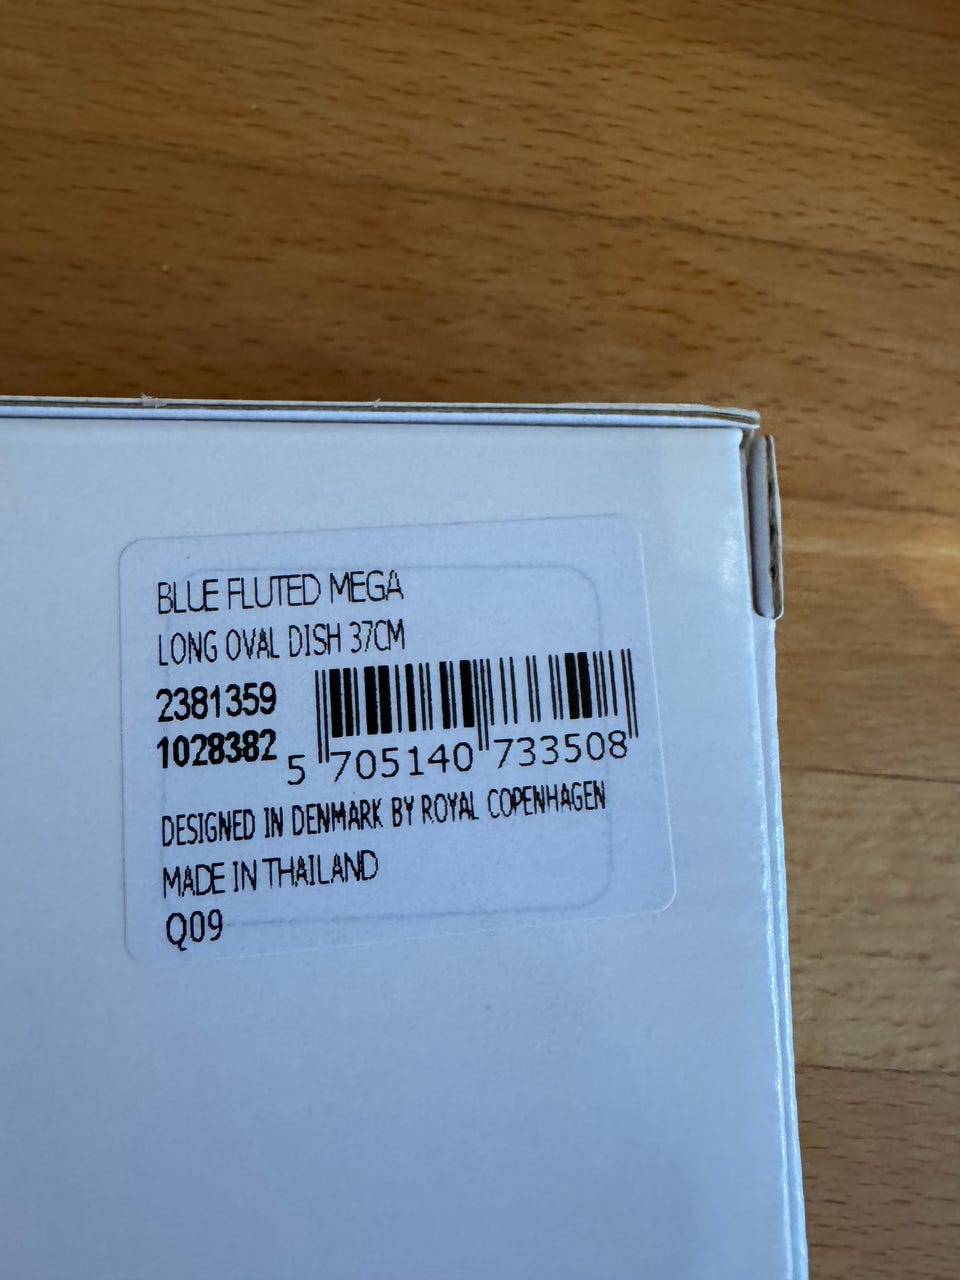 BLUE FLUTED MEGA
LONG OVAL DISH 37CM
2381359
1028382
5 705140 733508
DESIGNED IN DENMARK BY ROYAL COPENHAGEN
MADE IN THAILAND
Q09